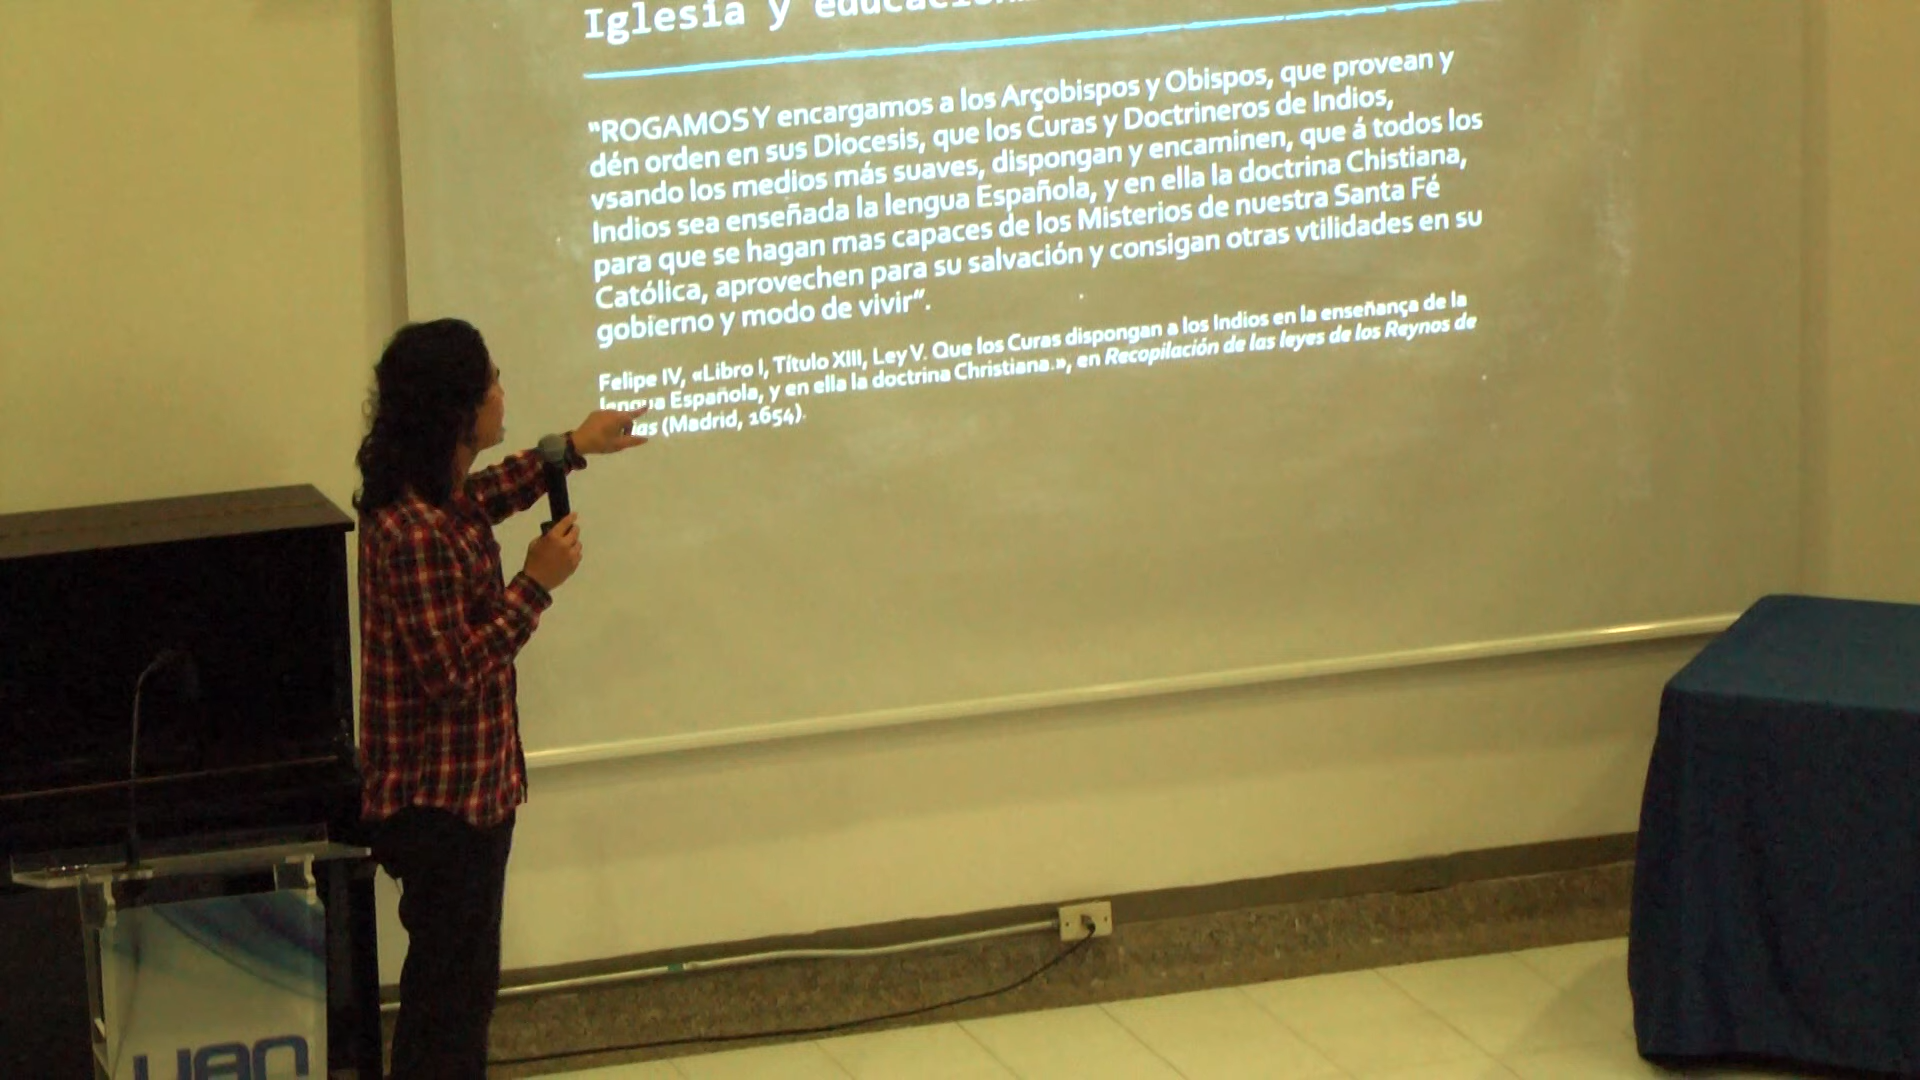 Iglesia y educación
"ROGAMOS Y encargamos a los Arçobispos y Obispos, que provean y
dén orden en sus Diocesis, que los Curas y Doctrineros de Indios,
vsando los medios más suaves, dispongan y encaminen, que á todos los
Indios sea enseñada la lengua Española, y en ella la doctrina Chistiana,
para que se hagan mas capaces de los Misterios de nuestra Santa Fé
Católica, aprovechen para su salvación y consigan otras vtilidades en su
gobierno y modo de vivir".
Felipe IV, «Libro I, Título XIII, Ley V. Que los Curas dispongan a los Indios en la enseñança de la
lengua Española, y en ella la doctrina Christiana.», en Recopilación de las leyes de los Reynos de
(Madrid, 1654).
UAN